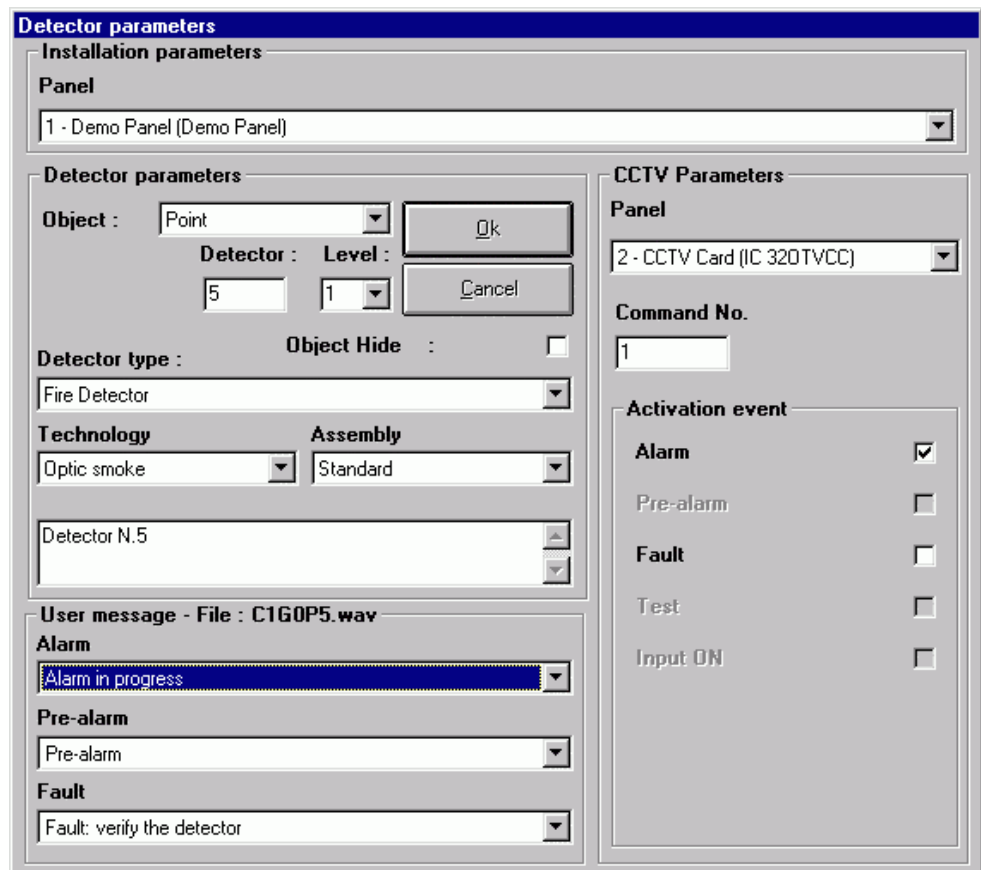 Detector parameters
Installation parameters
Panel
1 - Demo Panel (Demo Panel)
Detector parameters
Object : Point
Ok
Detector : Level :
5 1
Cancel
Object Hide :
Detector type :
Fire Detector
Technology Assembly
Optic smoke Standard
Detector N.5
User message - File : C1G0P5.wav
Alarm
Alarm in progress
Pre-alarm
Pre-alarm
Fault
Fault: verify the detector
CCTV Parameters
Panel
2 - CCTV Card (IC 320TVCC)
Command No.
1
Activation event
Alarm
Pre-alarm
Fault
Test
Input ON